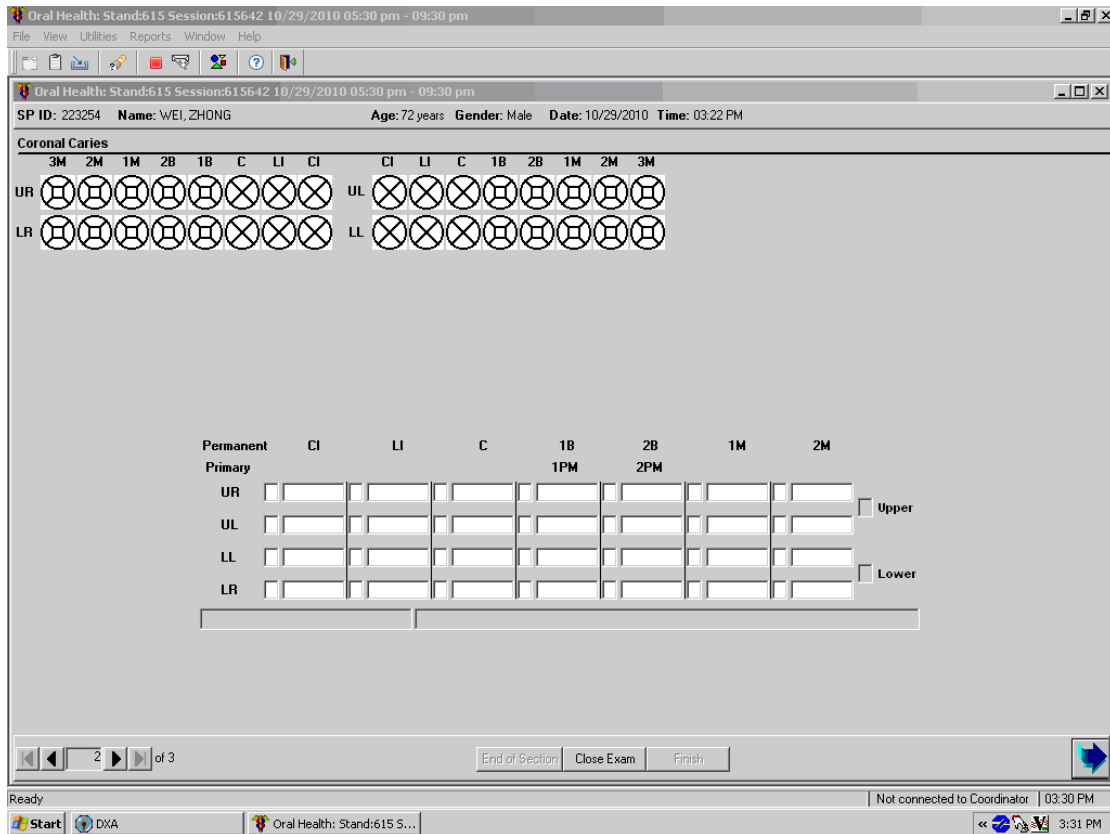 Oral Health: Stand:615 Session:615642 10/29/2010 05:30 pm - 09:30 pm
File View Utilities Reports Window Help
Oral Health: Stand:615 Session:615642 10/29/2010 05:30 pm - 09:30 pm
SP ID: 223254 Name: WEI, ZHONG Age: 72 years Gender: Male Date: 10/29/2010 Time: 03:22 PM
Coronal Caries
3M 2M 1M 2B 1B C LI CI CI LI C 1B 2B 1M 2M 3M
UR UL
LR LL
Permanent CI LI C 1B 2B 1M 2M
Primary 1PM 2PM
UR
Upper
UL
LL
Lower
LR
2 of 3 End of Section Close Exam Finish
Ready Not connected to Coordinator 03:30 PM
Start DXA Oral Health: Stand:615 S... « 3:31 PM